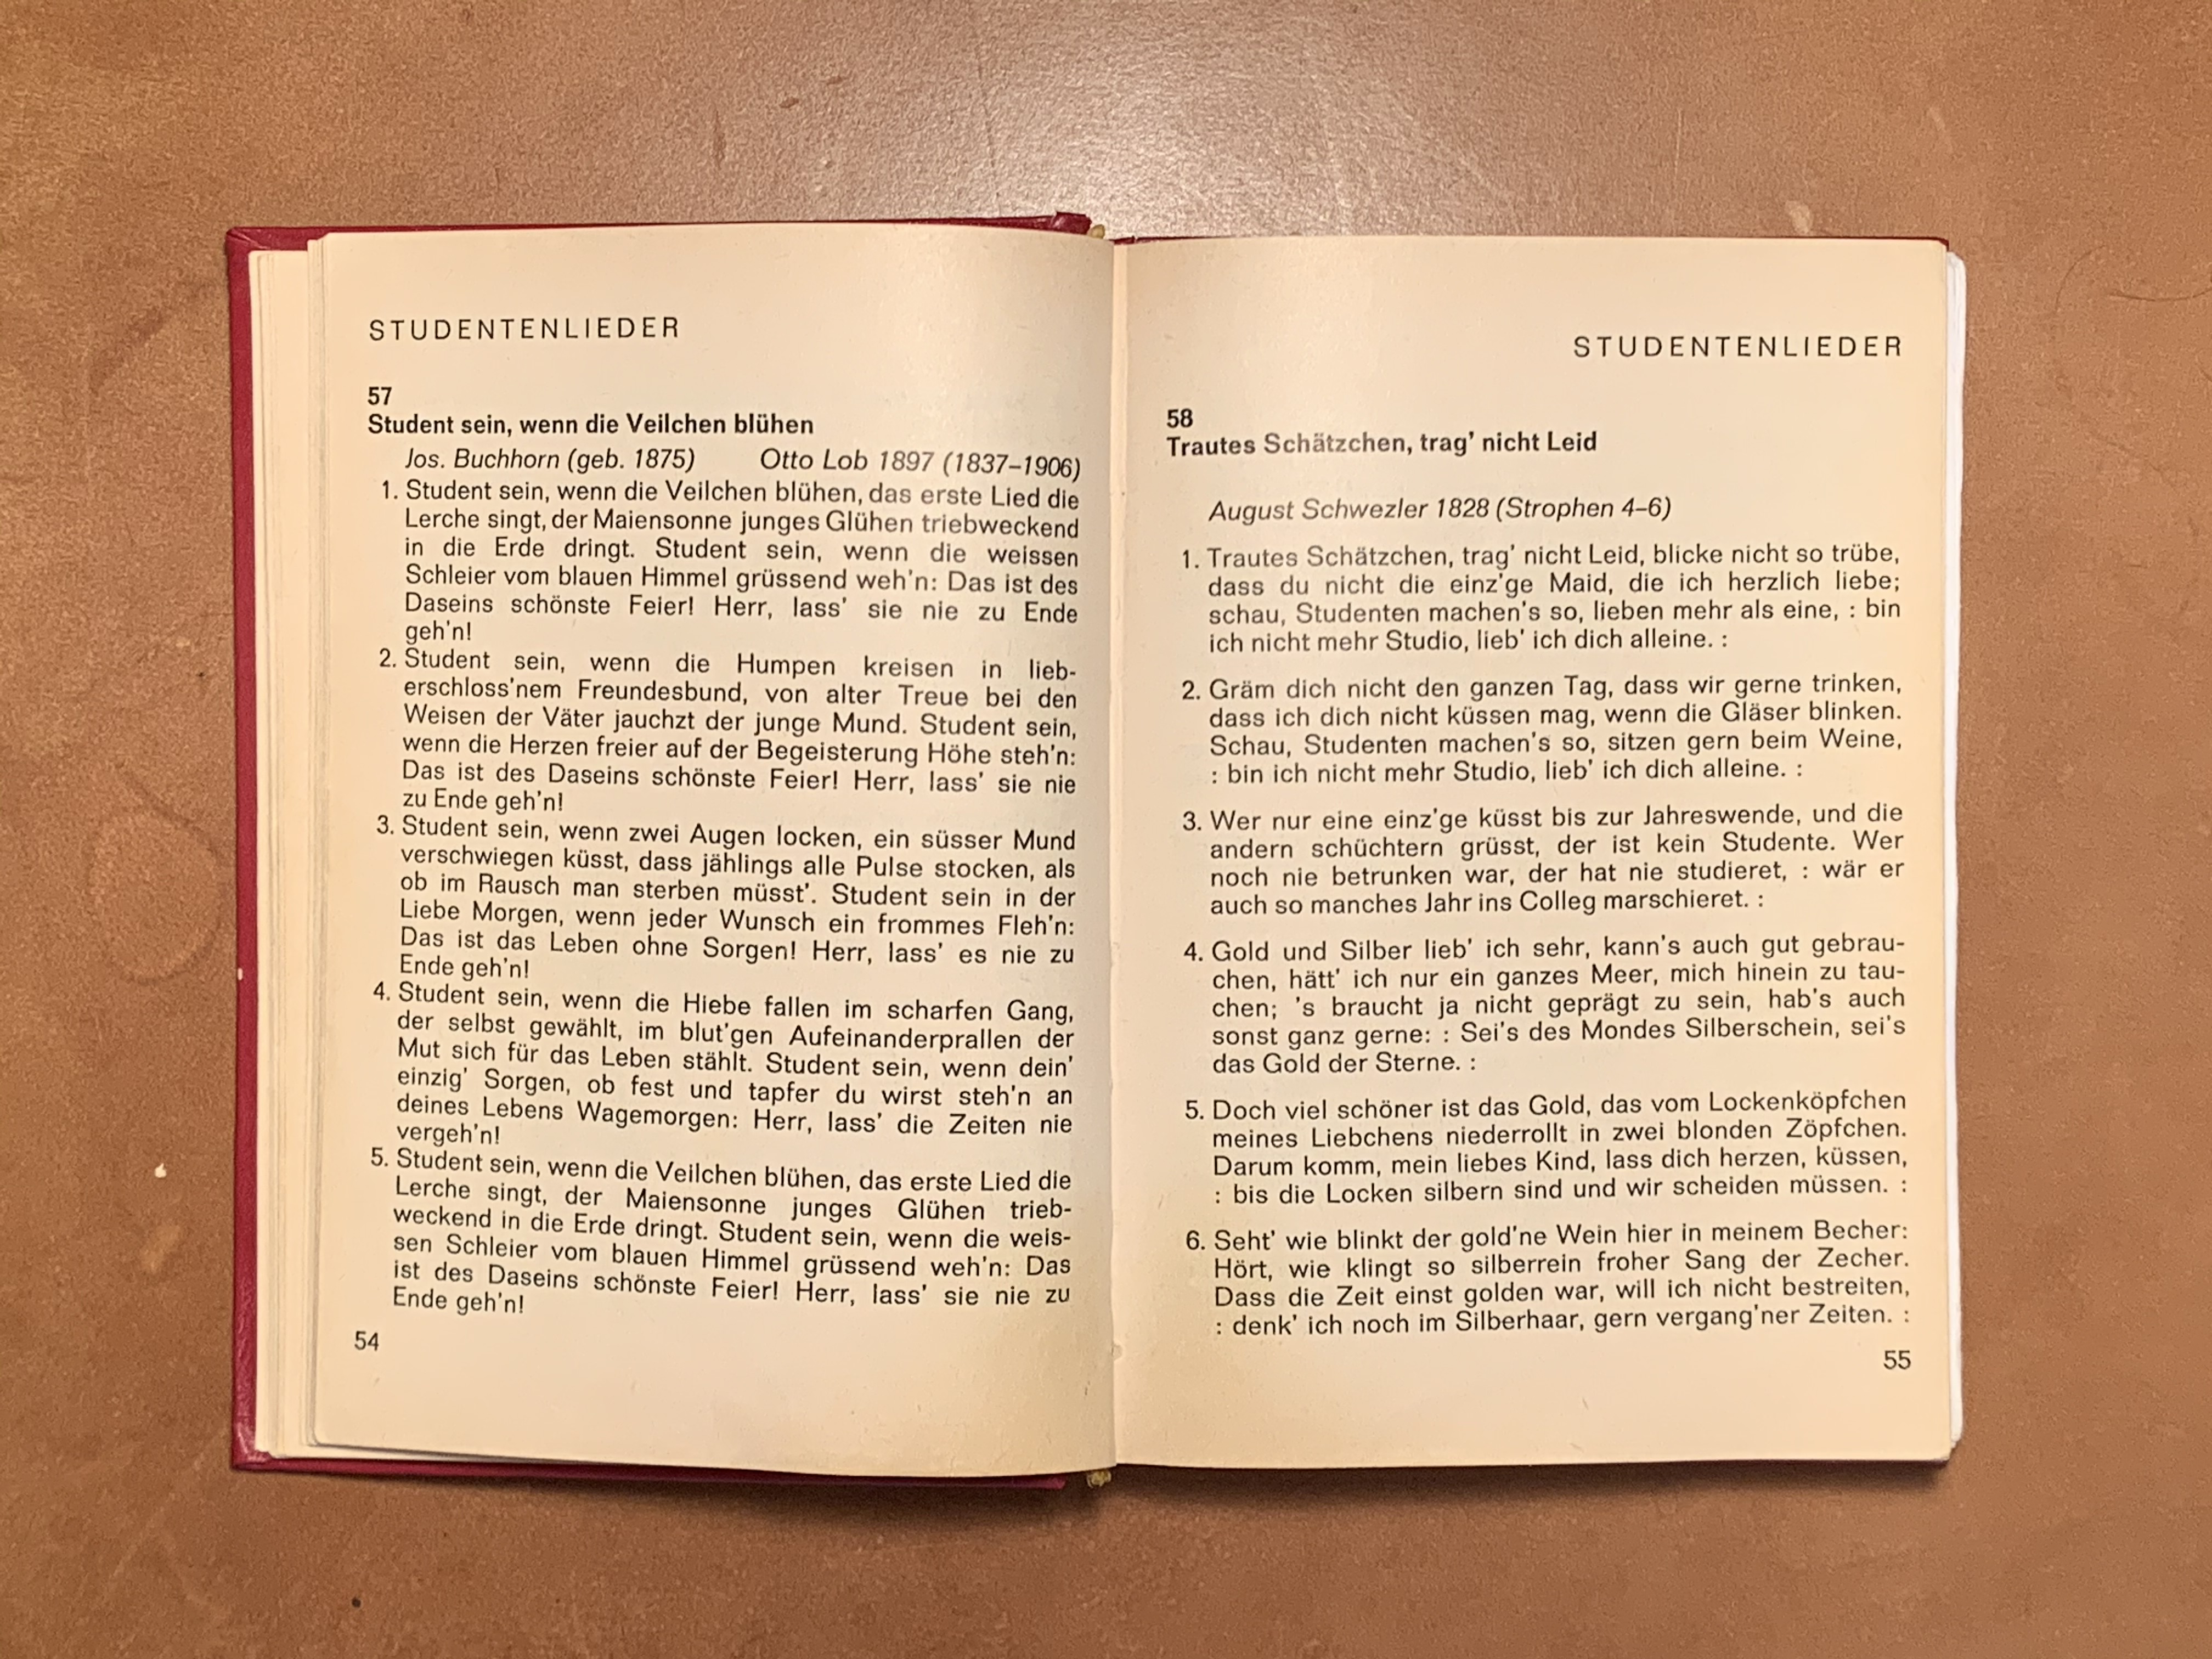 STUDENTENLIEDER
57
Student sein, wenn die Veilchen blühen
Jos. Buchhorn (geb. 1875) Otto Lob 1897 (1837–1906)
1. Student sein, wenn die Veilchen blühen, das erste Lied die
Lerche singt, der Maiensonne junges Glühen triebweckend
in die Erde dringt. Student sein, wenn die weissen
Schleier vom blauen Himmel grüssend weh'n: Das ist des
Daseins schönste Feier! Herr, lass' sie nie zu Ende
geh'n!
2. Student sein, wenn die Humpen kreisen in lieb-
erschloss'nem Freundesbund, von alter Treue bei den
Weisen der Väter jauchzt der junge Mund. Student sein,
wenn die Herzen freier auf der Begeisterung Höhe steh'n:
Das ist des Daseins schönste Feier! Herr, lass' sie nie
zu Ende geh'n!
3. Student sein, wenn zwei Augen locken, ein süsser Mund
verschwiegen küsst, dass jählings alle Pulse stocken, als
ob im Rausch man sterben müsst'. Student sein in der
Liebe Morgen, wenn jeder Wunsch ein frommes Fleh'n:
Das ist das Leben ohne Sorgen! Herr, lass' es nie zu
Ende geh'n!
4. Student sein, wenn die Hiebe fallen im scharfen Gang,
der selbst gewählt, im blut'gen Aufeinanderprallen der
Mut sich für das Leben stählt. Student sein, wenn dein'
einzig' Sorgen, ob fest und tapfer du wirst steh'n an
deines Lebens Wagemorgen: Herr, lass' die Zeiten nie
vergeh'n!
5. Student sein, wenn die Veilchen blühen, das erste Lied die
Lerche singt, der Maiensonne junges Glühen trieb-
weckend in die Erde dringt. Student sein, wenn die weis-
sen Schleier vom blauen Himmel grüssend weh'n: Das
ist des Daseins schönste Feier! Herr, lass' sie nie zu
Ende geh'n!
54
STUDENTENLIEDER
58
Trautes Schätzchen, trag' nicht Leid
August Schwezler 1828 (Strophen 4–6)
1. Trautes Schätzchen, trag' nicht Leid, blicke nicht so trübe,
dass du nicht die einz'ge Maid, die ich herzlich liebe;
schau, Studenten machen's so, lieben mehr als eine, : bin
ich nicht mehr Studio, lieb' ich dich alleine. :
2. Gräm dich nicht den ganzen Tag, dass wir gerne trinken,
dass ich dich nicht küssen mag, wenn die Gläser blinken.
Schau, Studenten machen's so, sitzen gern beim Weine,
: bin ich nicht mehr Studio, lieb' ich dich alleine. :
3. Wer nur eine einz'ge küsst bis zur Jahreswende, und die
andern schüchtern grüsst, der ist kein Studente. Wer
noch nie betrunken war, der hat nie studieret, : wär er
auch so manches Jahr ins Colleg marschieret. :
4. Gold und Silber lieb' ich sehr, kann's auch gut gebrau-
chen, hätt' ich nur ein ganzes Meer, mich hinein zu tau-
chen; 's braucht ja nicht geprägt zu sein, hab's auch
sonst ganz gerne: : Sei's des Mondes Silberschein, sei's
das Gold der Sterne. :
5. Doch viel schöner ist das Gold, das vom Lockenköpfchen
meines Liebchens niederrollt in zwei blonden Zöpfchen.
Darum komm, mein liebes Kind, lass dich herzen, küssen,
: bis die Locken silbern sind und wir scheiden müssen. :
6. Seht' wie blinkt der gold'ne Wein hier in meinem Becher:
Hört, wie klingt so silberrein froher Sang der Zecher.
Dass die Zeit einst golden war, will ich nicht bestreiten,
: denk' ich noch im Silberhaar, gern vergang'ner Zeiten. :
55